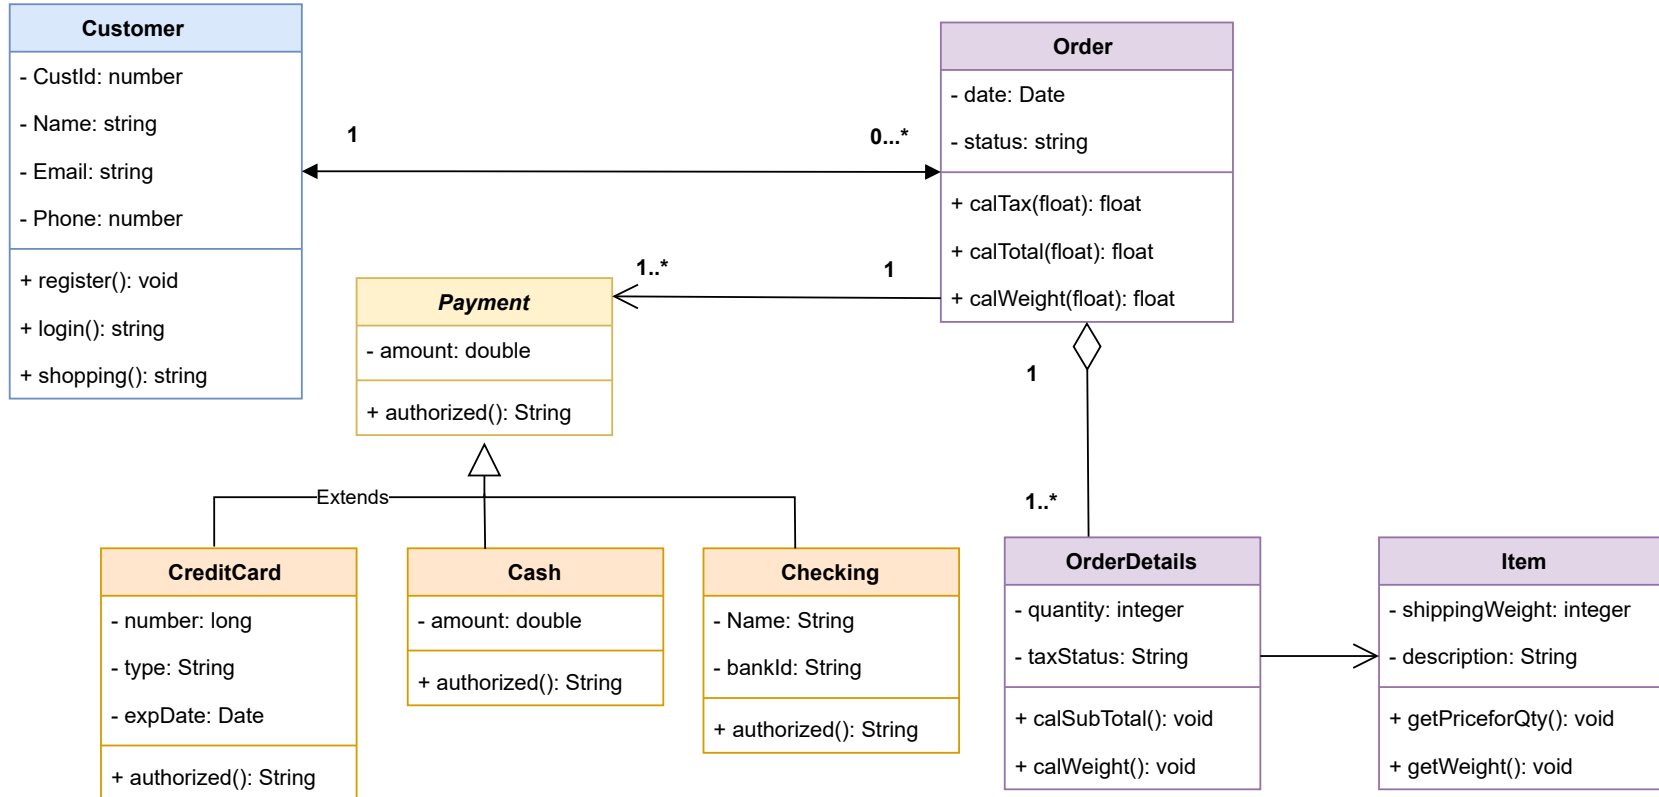 Customer
- CustId: number
- Name: string
- Email: string
- Phone: number
+ register(): void
+ login(): string
+ shopping(): string
1
0...*
Order
- date: Date
- status: string
+ calTax(float): float
+ calTotal(float): float
+ calWeight(float): float
1..*
1
Payment
- amount: double
+ authorized(): String
1
1..*
Extends
CreditCard
- number: long
- type: String
- expDate: Date
+ authorized(): String
Cash
- amount: double
+ authorized(): String
Checking
- Name: String
- bankId: String
+ authorized(): String
OrderDetails
- quantity: integer
- taxStatus: String
+ calSubTotal(): void
+ calWeight(): void
Item
- shippingWeight: integer
- description: String
+ getPriceforQty(): void
+ getWeight(): void